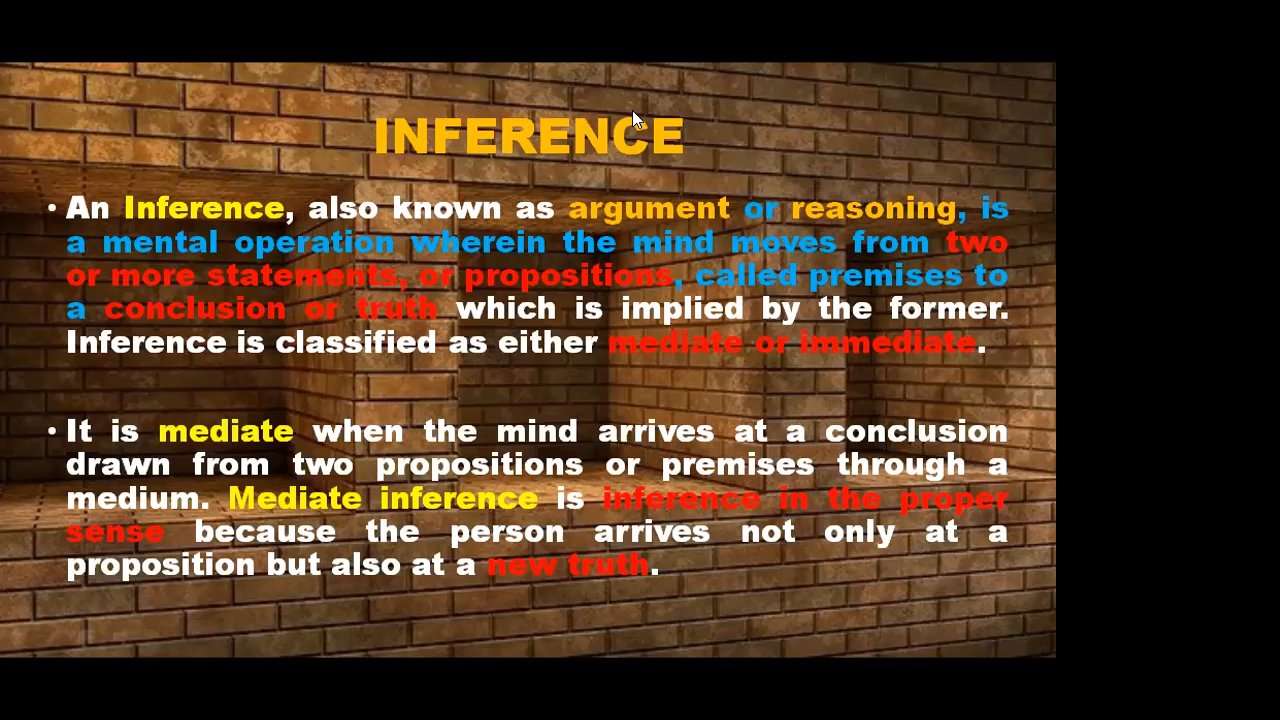 INFERENCE
• An Inference, also known as argument or reasoning, is
a mental operation wherein the mind moves from two
or more statements, or propositions, called premises to
a conclusion or truth which is implied by the former.
Inference is classified as either mediate or immediate.
• It is mediate when the mind arrives at a conclusion
drawn from two propositions or premises through a
medium. Mediate inference is inference in the proper
sense because the person arrives not only at a
proposition but also at a new truth.